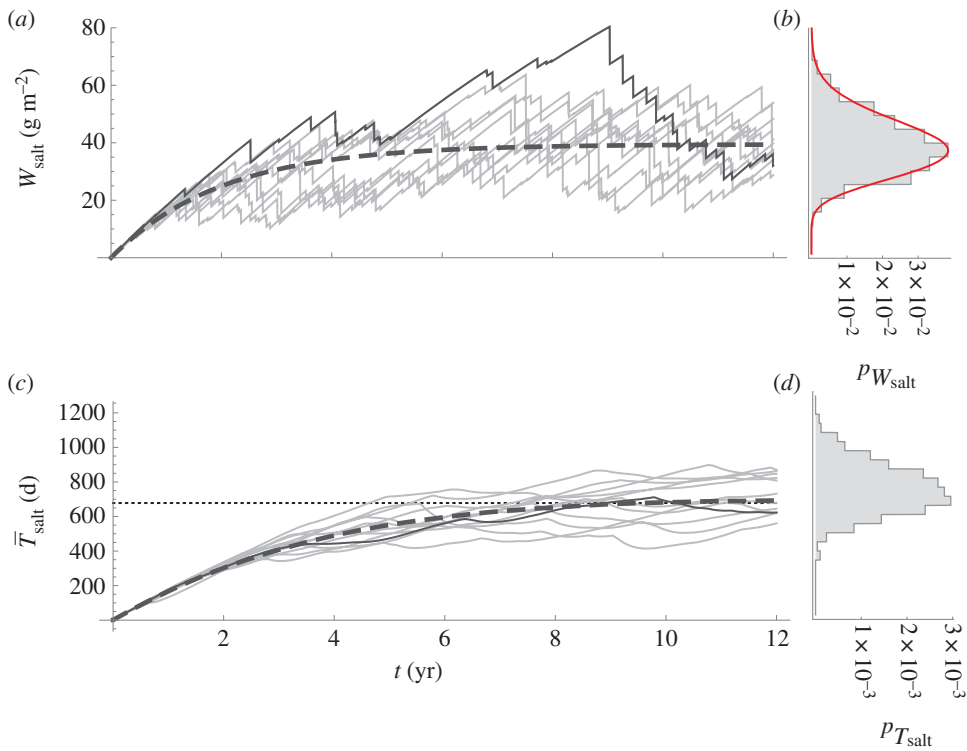 (a)
(b)
80
60
40
20
W_salt (g m⁻²)
1 × 10⁻²
2 × 10⁻²
3 × 10⁻²
p_W_salt
(c)
(d)
1200
1000
800
600
400
200
T̿_salt (d)
2
4
6
8
10
12
t (yr)
1 × 10⁻³
2 × 10⁻³
3 × 10⁻³
p_T_salt